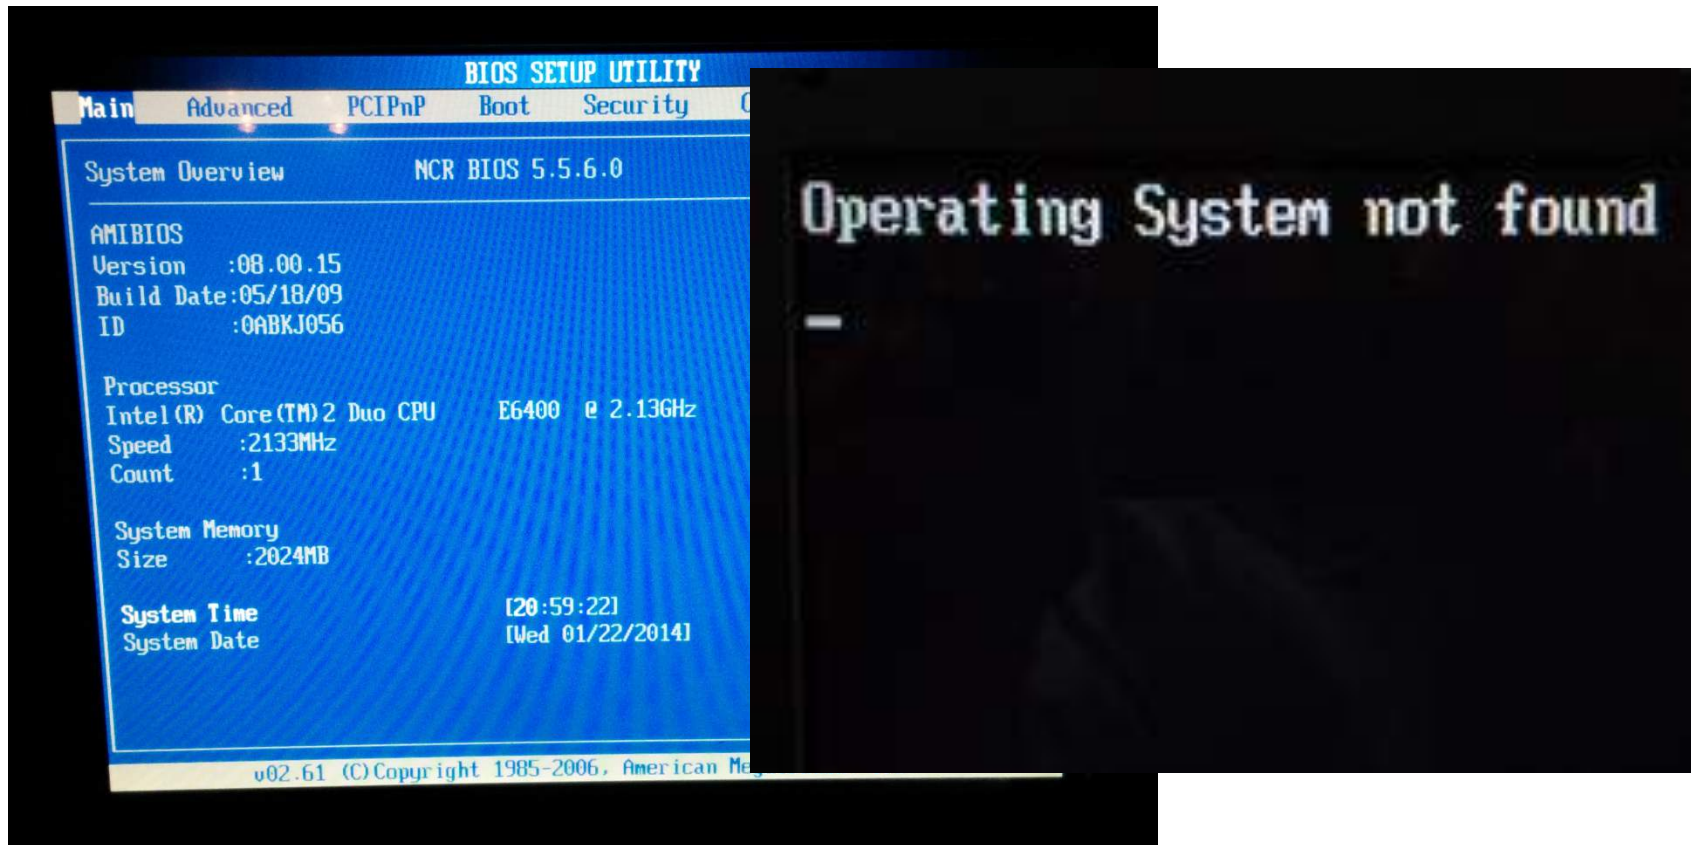 BIOS SETUP UTILITY
Main Advanced PCIPnP Boot Security
System Overview NCR BIOS 5.5.6.0
AMIBIOS
Version :08.00.15
Build Date:05/18/09
ID :0ABKJ056
Processor
Intel(R) Core(TM)2 Duo CPU E6400 @ 2.13GHz
Speed :2133MHz
Count :1
System Memory
Size :2024MB
System Time [20:59:22]
System Date [Wed 01/22/2014]
v02.61 (C)Copyright 1985-2006, American
Operating System not found